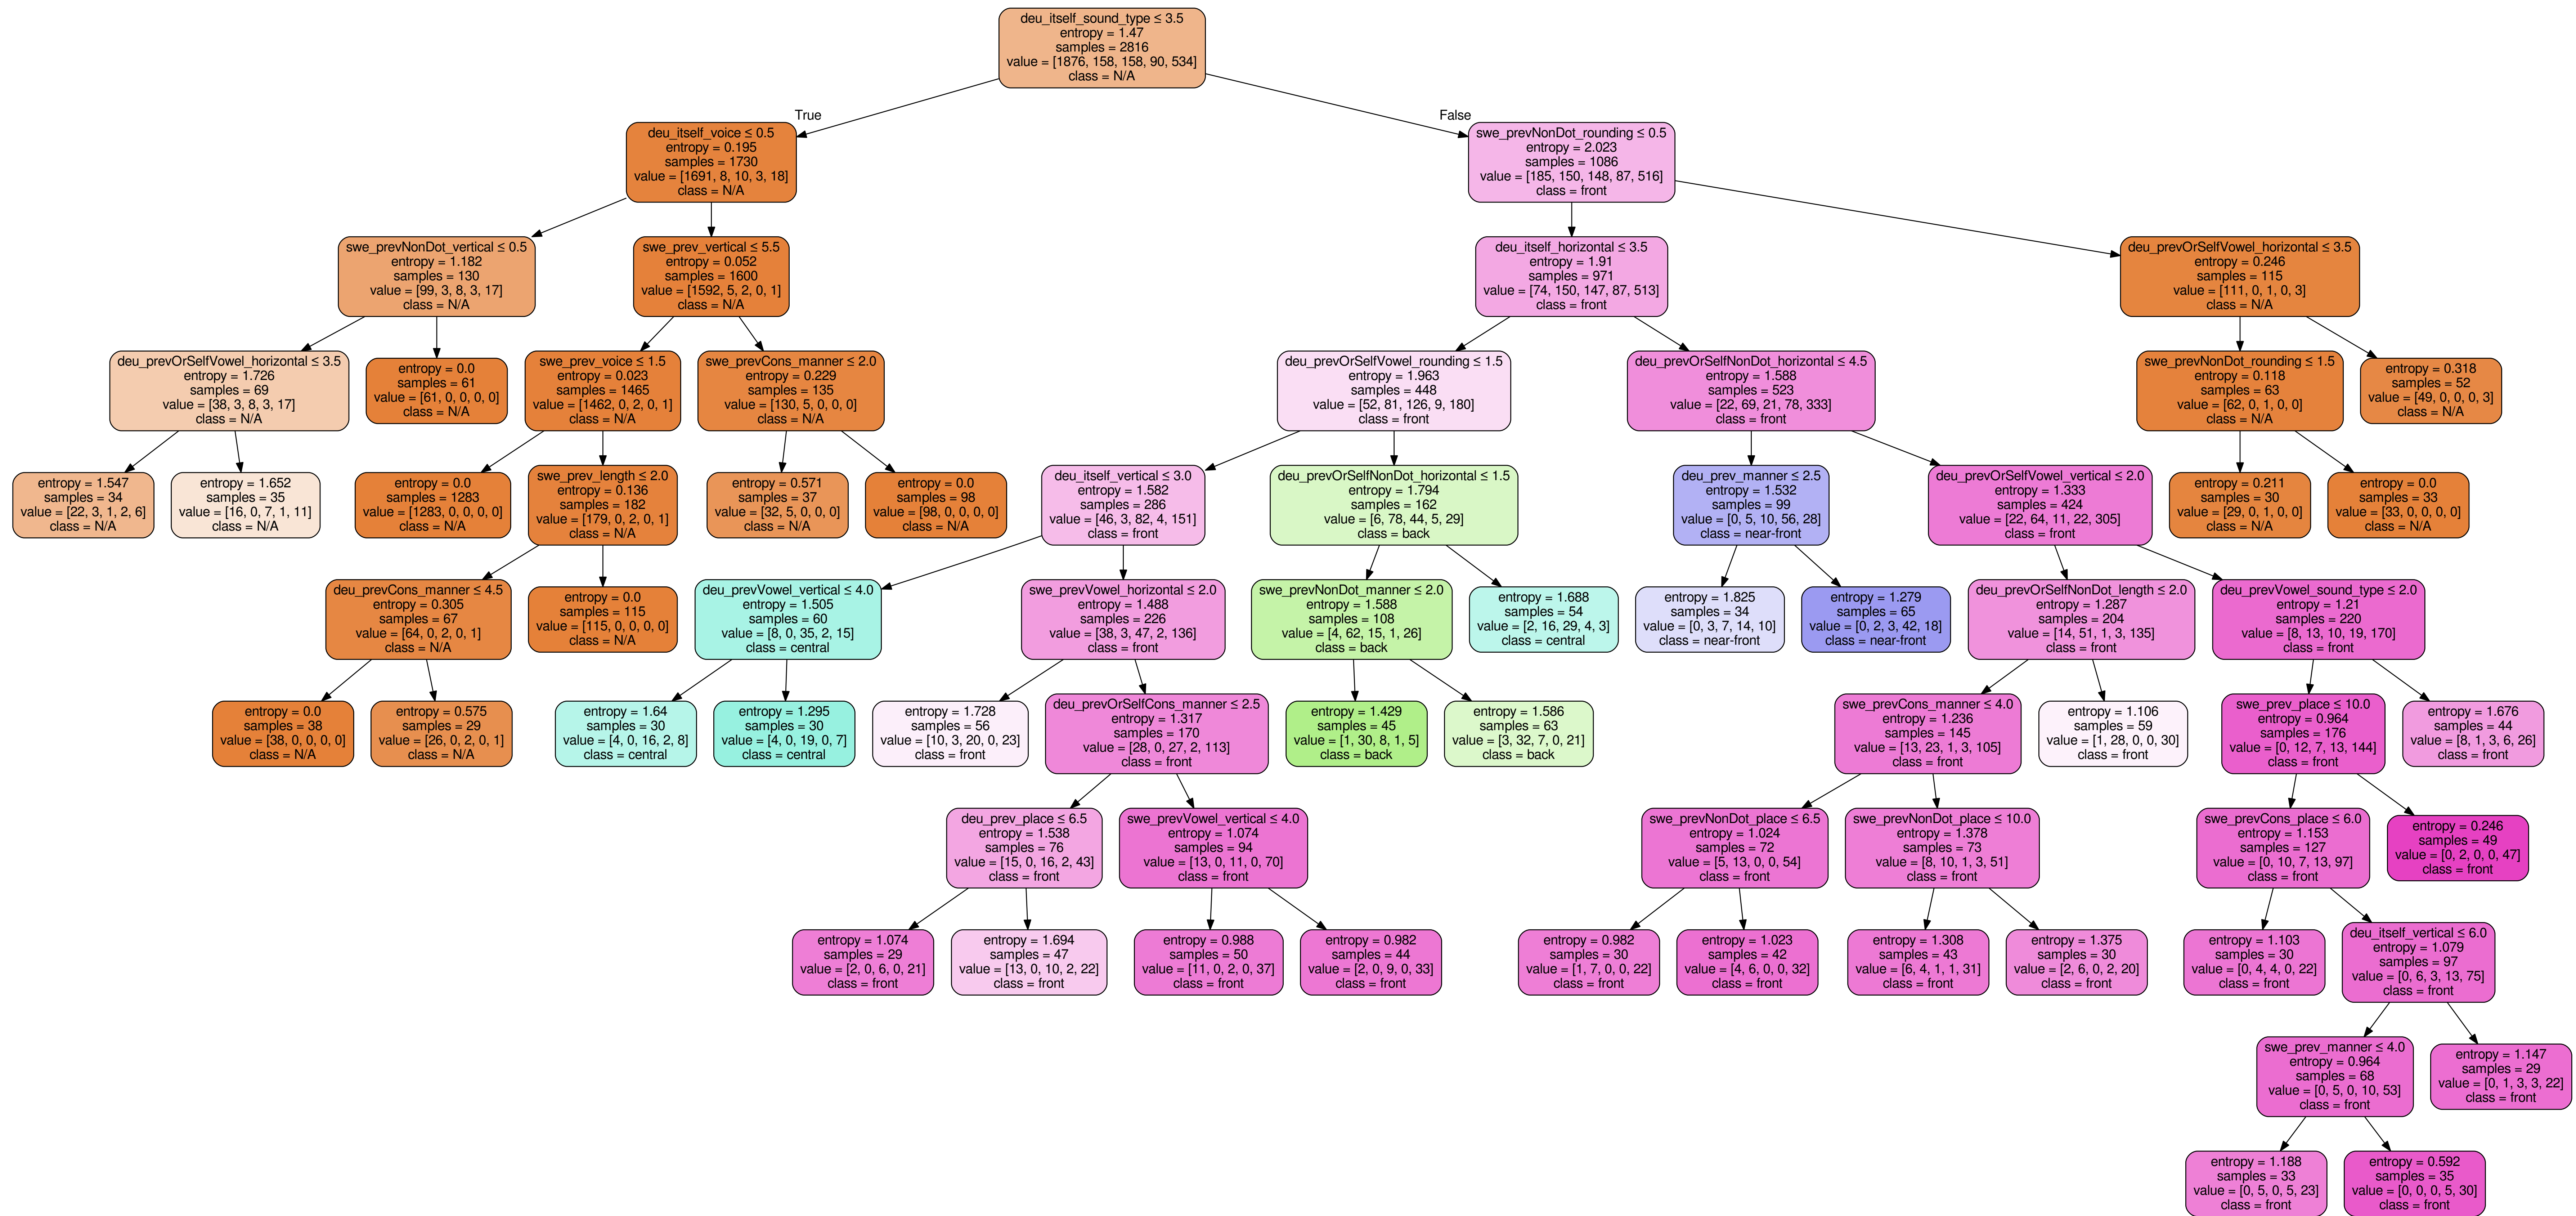 deu_itself_sound_type ≤ 3.5
entropy = 1.47
samples = 2816
value = [1876, 158, 158, 90, 534]
class = N/A
True
False
deu_itself_voice ≤ 0.5
entropy = 0.195
samples = 1730
value = [1691, 8, 10, 3, 18]
class = N/A
swe_prevNonDot_rounding ≤ 0.5
entropy = 2.023
samples = 1086
value = [185, 150, 148, 87, 516]
class = front
swe_prevNonDot_vertical ≤ 0.5
entropy = 1.182
samples = 130
value = [99, 3, 8, 3, 17]
class = N/A
swe_prev_vertical ≤ 5.5
entropy = 0.052
samples = 1600
value = [1592, 5, 2, 0, 1]
class = N/A
deu_itself_horizontal ≤ 3.5
entropy = 1.91
samples = 971
value = [74, 150, 147, 87, 513]
class = front
deu_prevOrSelfVowel_horizontal ≤ 3.5
entropy = 0.246
samples = 115
value = [111, 0, 1, 0, 3]
class = N/A
deu_prevOrSelfVowel_horizontal ≤ 3.5
entropy = 1.726
samples = 69
value = [38, 3, 8, 3, 17]
class = N/A
entropy = 0.0
samples = 61
value = [61, 0, 0, 0, 0]
class = N/A
swe_prev_voice ≤ 1.5
entropy = 0.023
samples = 1465
value = [1462, 0, 2, 0, 1]
class = N/A
swe_prevCons_manner ≤ 2.0
entropy = 0.229
samples = 135
value = [130, 5, 0, 0, 0]
class = N/A
deu_prevOrSelfVowel_rounding ≤ 1.5
entropy = 1.963
samples = 448
value = [52, 81, 126, 9, 180]
class = front
deu_prevOrSelfNonDot_horizontal ≤ 4.5
entropy = 1.588
samples = 523
value = [22, 69, 21, 78, 333]
class = front
swe_prevNonDot_rounding ≤ 1.5
entropy = 0.118
samples = 63
value = [62, 0, 1, 0, 0]
class = N/A
entropy = 0.318
samples = 52
value = [49, 0, 0, 0, 3]
class = N/A
entropy = 1.547
samples = 34
value = [22, 3, 1, 2, 6]
class = N/A
entropy = 1.652
samples = 35
value = [16, 0, 7, 1, 11]
class = N/A
entropy = 0.0
samples = 1283
value = [1283, 0, 0, 0, 0]
class = N/A
swe_prev_length ≤ 2.0
entropy = 0.136
samples = 182
value = [179, 0, 2, 0, 1]
class = N/A
entropy = 0.571
samples = 37
value = [32, 5, 0, 0, 0]
class = N/A
entropy = 0.0
samples = 98
value = [98, 0, 0, 0, 0]
class = N/A
deu_itself_vertical ≤ 3.0
entropy = 1.582
samples = 286
value = [46, 3, 82, 4, 151]
class = front
deu_prevOrSelfNonDot_horizontal ≤ 1.5
entropy = 1.794
samples = 162
value = [6, 78, 44, 5, 29]
class = back
deu_prev_manner ≤ 2.5
entropy = 1.532
samples = 99
value = [0, 5, 10, 56, 28]
class = near-front
deu_prevOrSelfVowel_vertical ≤ 2.0
entropy = 1.333
samples = 424
value = [22, 64, 11, 22, 305]
class = front
entropy = 0.211
samples = 30
value = [29, 0, 1, 0, 0]
class = N/A
entropy = 0.0
samples = 33
value = [33, 0, 0, 0, 0]
class = N/A
deu_prevCons_manner ≤ 4.5
entropy = 0.305
samples = 67
value = [64, 0, 2, 0, 1]
class = N/A
entropy = 0.0
samples = 115
value = [115, 0, 0, 0, 0]
class = N/A
deu_prevVowel_vertical ≤ 4.0
entropy = 1.505
samples = 60
value = [8, 0, 35, 2, 15]
class = central
swe_prevVowel_horizontal ≤ 2.0
entropy = 1.488
samples = 226
value = [38, 3, 47, 2, 136]
class = front
swe_prevNonDot_manner ≤ 2.0
entropy = 1.588
samples = 108
value = [4, 62, 15, 1, 26]
class = back
entropy = 1.688
samples = 54
value = [2, 16, 29, 4, 3]
class = central
entropy = 1.825
samples = 34
value = [0, 3, 7, 14, 10]
class = near-front
entropy = 1.279
samples = 65
value = [0, 2, 3, 42, 18]
class = near-front
deu_prevOrSelfNonDot_length ≤ 2.0
entropy = 1.287
samples = 204
value = [14, 51, 1, 3, 135]
class = front
deu_prevVowel_sound_type ≤ 2.0
entropy = 1.21
samples = 220
value = [8, 13, 10, 19, 170]
class = front
entropy = 0.0
samples = 38
value = [38, 0, 0, 0, 0]
class = N/A
entropy = 0.575
samples = 29
value = [26, 0, 2, 0, 1]
class = N/A
entropy = 1.64
samples = 30
value = [4, 0, 16, 2, 8]
class = central
entropy = 1.295
samples = 30
value = [4, 0, 19, 0, 7]
class = central
entropy = 1.728
samples = 56
value = [10, 3, 20, 0, 23]
class = front
deu_prevOrSelfCons_manner ≤ 2.5
entropy = 1.317
samples = 170
value = [28, 0, 27, 2, 113]
class = front
entropy = 1.429
samples = 45
value = [1, 30, 8, 1, 5]
class = back
entropy = 1.586
samples = 63
value = [3, 32, 7, 0, 21]
class = back
swe_prevCons_manner ≤ 4.0
entropy = 1.236
samples = 145
value = [13, 23, 1, 3, 105]
class = front
entropy = 1.106
samples = 59
value = [1, 28, 0, 0, 30]
class = front
swe_prev_place ≤ 10.0
entropy = 0.964
samples = 176
value = [0, 12, 7, 13, 144]
class = front
entropy = 1.676
samples = 44
value = [8, 1, 3, 6, 26]
class = front
deu_prev_place ≤ 6.5
entropy = 1.538
samples = 76
value = [15, 0, 16, 2, 43]
class = front
swe_prevVowel_vertical ≤ 4.0
entropy = 1.074
samples = 94
value = [13, 0, 11, 0, 70]
class = front
swe_prevNonDot_place ≤ 6.5
entropy = 1.024
samples = 72
value = [5, 13, 0, 0, 54]
class = front
swe_prevNonDot_place ≤ 10.0
entropy = 1.378
samples = 73
value = [8, 10, 1, 3, 51]
class = front
swe_prevCons_place ≤ 6.0
entropy = 1.153
samples = 127
value = [0, 10, 7, 13, 97]
class = front
entropy = 0.246
samples = 49
value = [0, 2, 0, 0, 47]
class = front
entropy = 1.074
samples = 29
value = [2, 0, 6, 0, 21]
class = front
entropy = 1.694
samples = 47
value = [13, 0, 10, 2, 22]
class = front
entropy = 0.988
samples = 50
value = [11, 0, 2, 0, 37]
class = front
entropy = 0.982
samples = 44
value = [2, 0, 9, 0, 33]
class = front
entropy = 0.982
samples = 30
value = [1, 7, 0, 0, 22]
class = front
entropy = 1.023
samples = 42
value = [4, 6, 0, 0, 32]
class = front
entropy = 1.308
samples = 43
value = [6, 4, 1, 1, 31]
class = front
entropy = 1.375
samples = 30
value = [2, 6, 0, 2, 20]
class = front
entropy = 1.103
samples = 30
value = [0, 4, 4, 0, 22]
class = front
deu_itself_vertical ≤ 6.0
entropy = 1.079
samples = 97
value = [0, 6, 3, 13, 75]
class = front
swe_prev_manner ≤ 4.0
entropy = 0.964
samples = 68
value = [0, 5, 0, 10, 53]
class = front
entropy = 1.147
samples = 29
value = [0, 1, 3, 3, 22]
class = front
entropy = 1.188
samples = 33
value = [0, 5, 0, 5, 23]
class = front
entropy = 0.592
samples = 35
value = [0, 0, 0, 5, 30]
class = front